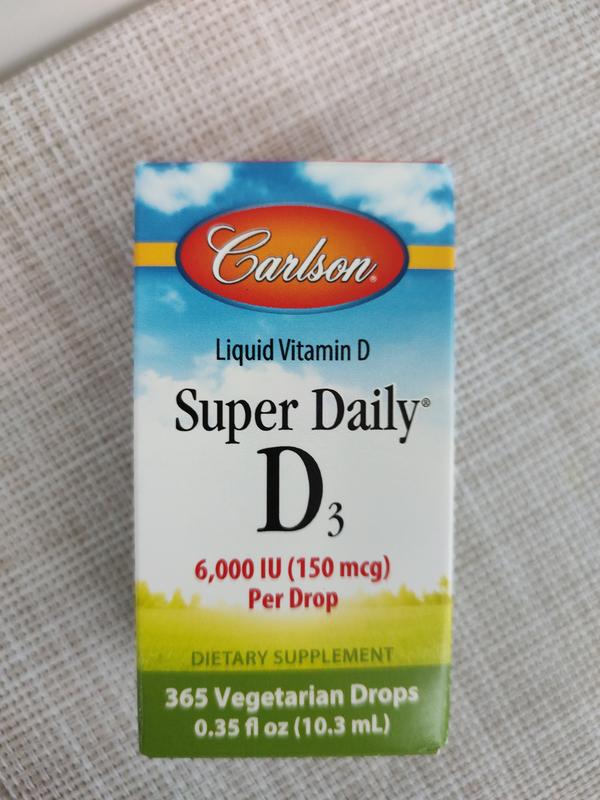 Carlson®
Liquid Vitamin D
Super Daily®
D3
6,000 IU (150 mcg)
Per Drop
DIETARY SUPPLEMENT
365 Vegetarian Drops
0.35 fl oz (10.3 mL)